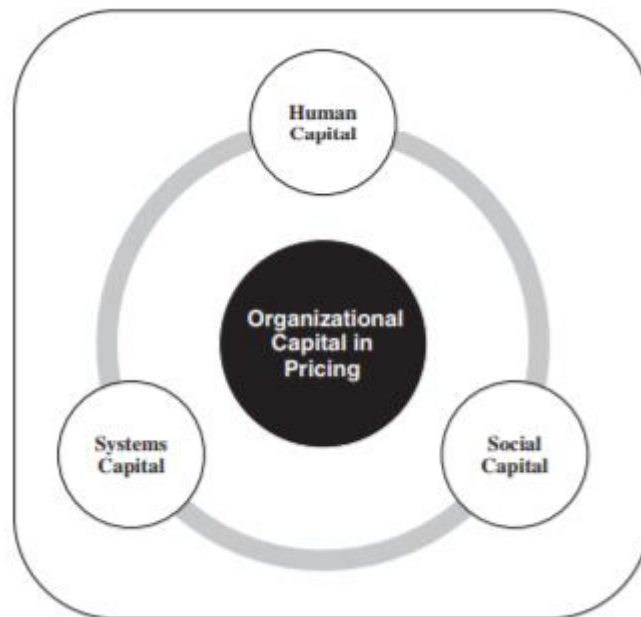 Human
Capital
Organizational
Capital in
Pricing
Systems
Capital
Social
Capital